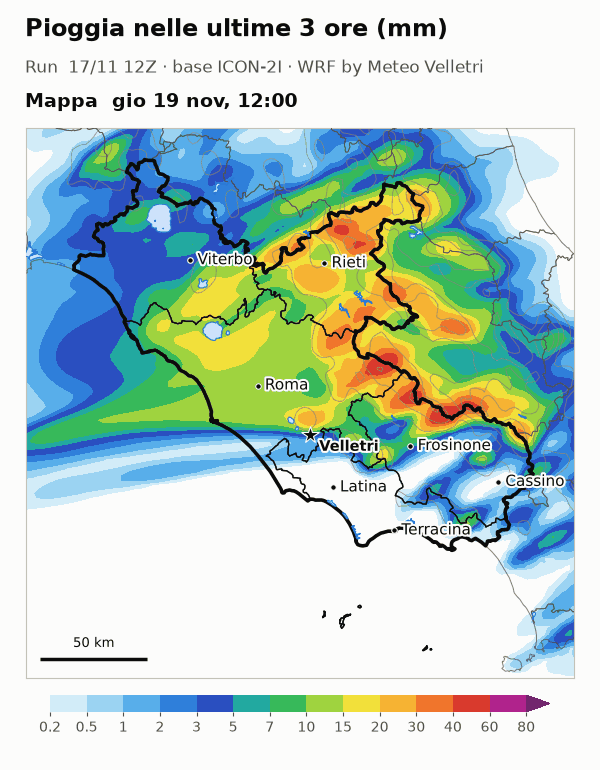 Pioggia nelle ultime 3 ore (mm)
Run  17/11 12Z · base ICON-2I · WRF by Meteo Velletri
Mappa  gio 19 nov, 12:00
Viterbo
Rieti
Roma
Velletri
Frosinone
Latina
Cassino
Terracina
50 km
0.2 0.5 1 2 3 5 7 10 15 20 30 40 60 80